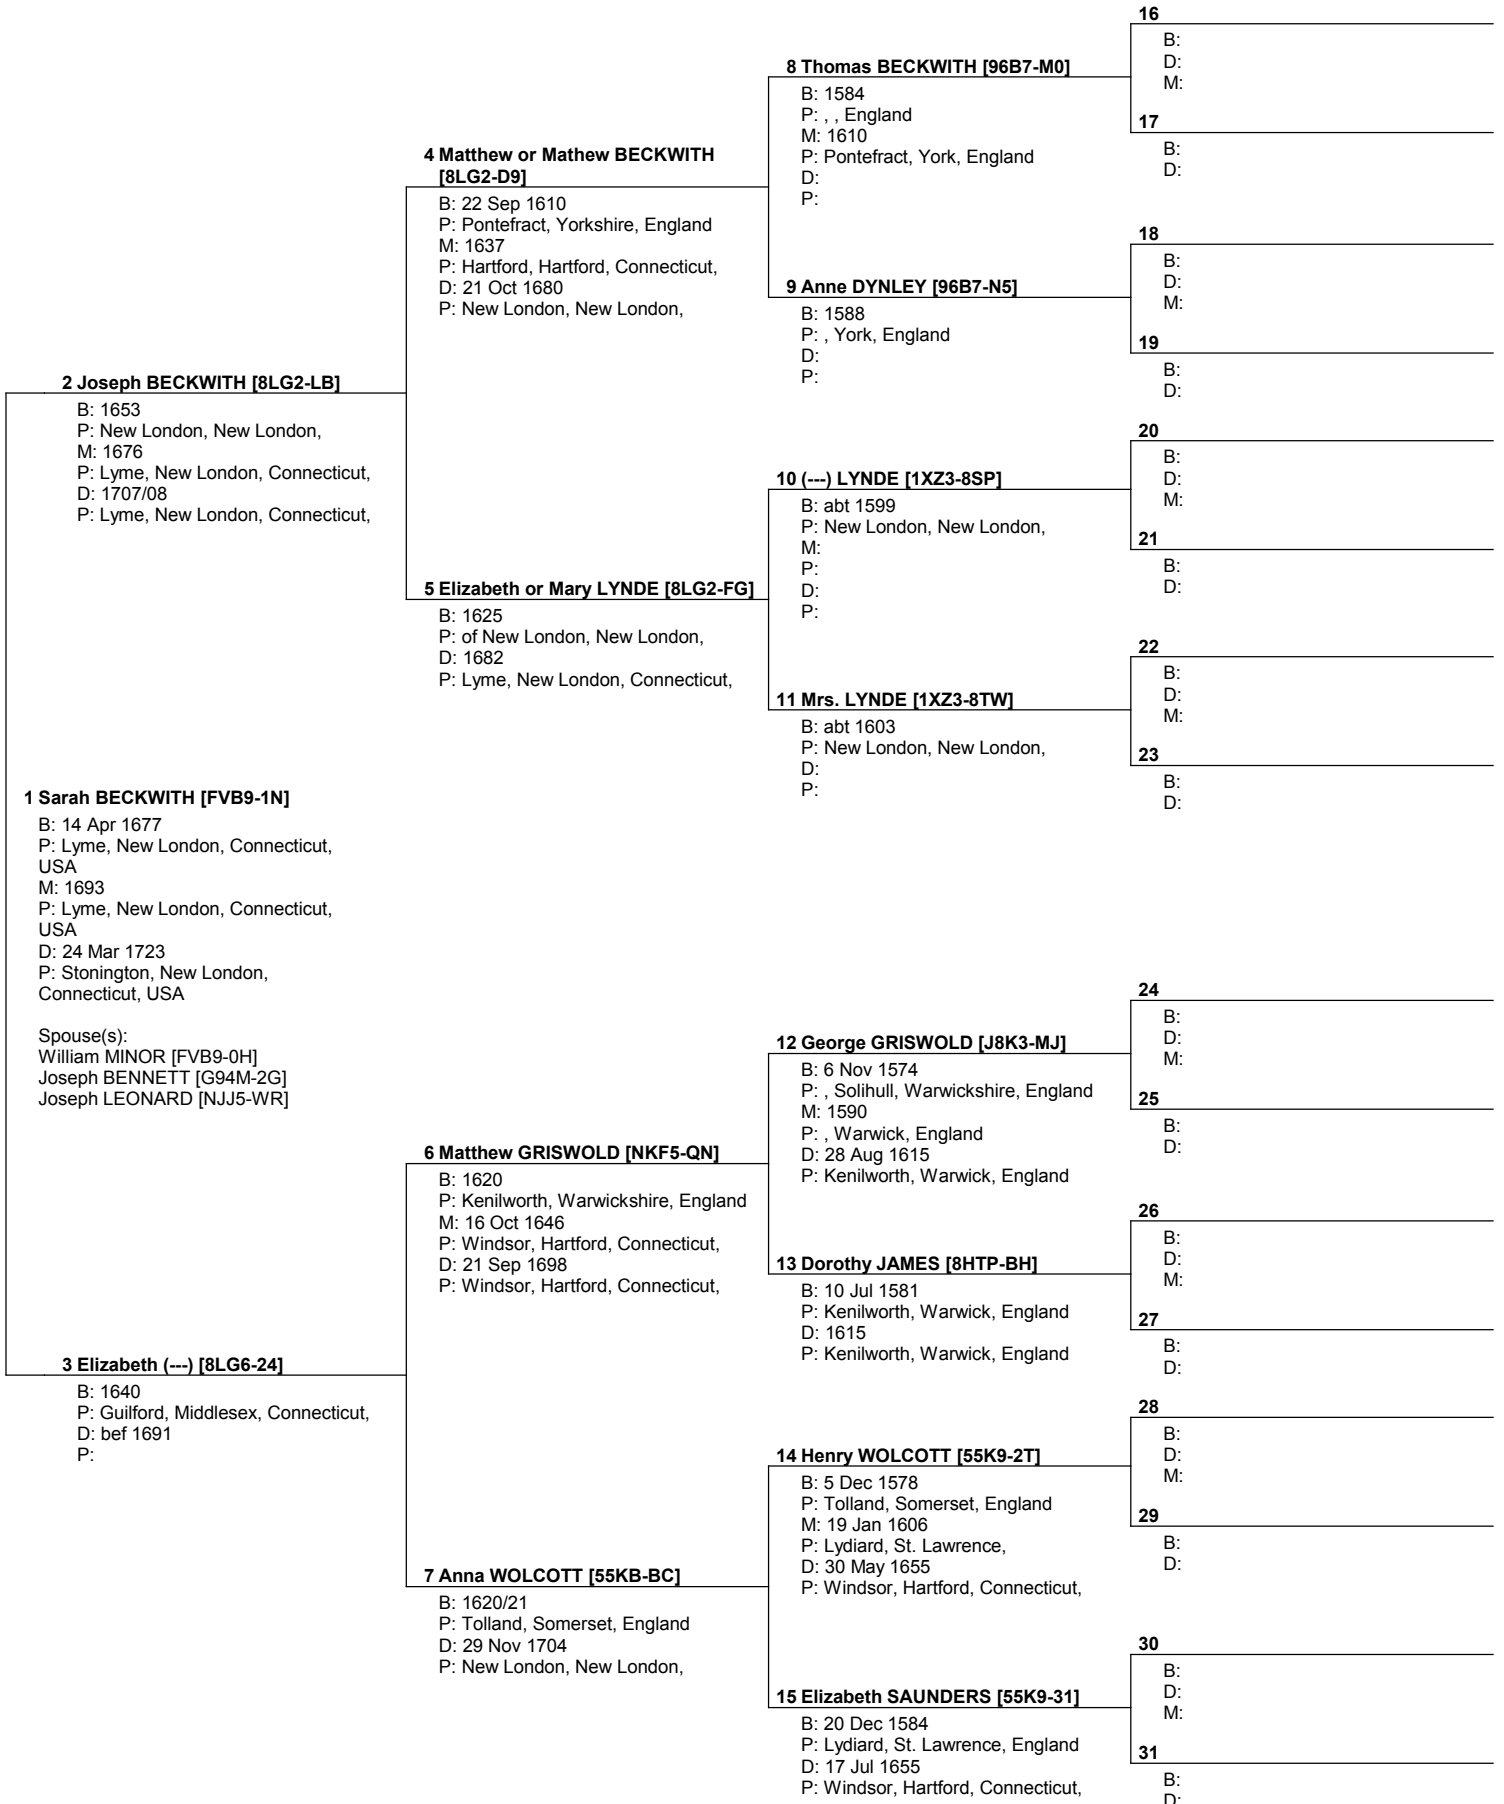 16
B:
D:
M:
8 Thomas BECKWITH [96B7-M0]
B: 1584
P: , , England
M: 1610
P: Pontefract, York, England
D:
P:
17
B:
D:
4 Matthew or Mathew BECKWITH
[8LG2-D9]
B: 22 Sep 1610
P: Pontefract, Yorkshire, England
M: 1637
P: Hartford, Hartford, Connecticut,
D: 21 Oct 1680
P: New London, New London,
18
B:
D:
M:
9 Anne DYNLEY [96B7-N5]
B: 1588
P: , York, England
D:
P:
19
B:
D:
2 Joseph BECKWITH [8LG2-LB]
B: 1653
P: New London, New London,
M: 1676
P: Lyme, New London, Connecticut,
D: 1707/08
P: Lyme, New London, Connecticut,
20
B:
D:
M:
10 (---) LYNDE [1XZ3-8SP]
B: abt 1599
P: New London, New London,
M:
P:
D:
P:
21
B:
D:
5 Elizabeth or Mary LYNDE [8LG2-FG]
B: 1625
P: of New London, New London,
D: 1682
P: Lyme, New London, Connecticut,
22
B:
D:
M:
11 Mrs. LYNDE [1XZ3-8TW]
B: abt 1603
P: New London, New London,
D:
P:
23
B:
D:
1 Sarah BECKWITH [FVB9-1N]
B: 14 Apr 1677
P: Lyme, New London, Connecticut,
USA
M: 1693
P: Lyme, New London, Connecticut,
USA
D: 24 Mar 1723
P: Stonington, New London,
Connecticut, USA
Spouse(s):
William MINOR [FVB9-0H]
Joseph BENNETT [G94M-2G]
Joseph LEONARD [NJJ5-WR]
24
B:
D:
M:
12 George GRISWOLD [J8K3-MJ]
B: 6 Nov 1574
P: , Solihull, Warwickshire, England
M: 1590
P: , Warwick, England
D: 28 Aug 1615
P: Kenilworth, Warwick, England
25
B:
D:
6 Matthew GRISWOLD [NKF5-QN]
B: 1620
P: Kenilworth, Warwickshire, England
M: 16 Oct 1646
P: Windsor, Hartford, Connecticut,
D: 21 Sep 1698
P: Windsor, Hartford, Connecticut,
26
B:
D:
M:
13 Dorothy JAMES [8HTP-BH]
B: 10 Jul 1581
P: Kenilworth, Warwick, England
D: 1615
P: Kenilworth, Warwick, England
27
B:
D:
3 Elizabeth (---) [8LG6-24]
B: 1640
P: Guilford, Middlesex, Connecticut,
D: bef 1691
P:
28
B:
D:
M:
14 Henry WOLCOTT [55K9-2T]
B: 5 Dec 1578
P: Tolland, Somerset, England
M: 19 Jan 1606
P: Lydiard, St. Lawrence,
D: 30 May 1655
P: Windsor, Hartford, Connecticut,
29
B:
D:
7 Anna WOLCOTT [55KB-BC]
B: 1620/21
P: Tolland, Somerset, England
D: 29 Nov 1704
P: New London, New London,
30
B:
D:
M:
15 Elizabeth SAUNDERS [55K9-31]
B: 20 Dec 1584
P: Lydiard, St. Lawrence, England
D: 17 Jul 1655
P: Windsor, Hartford, Connecticut,
31
B:
D: